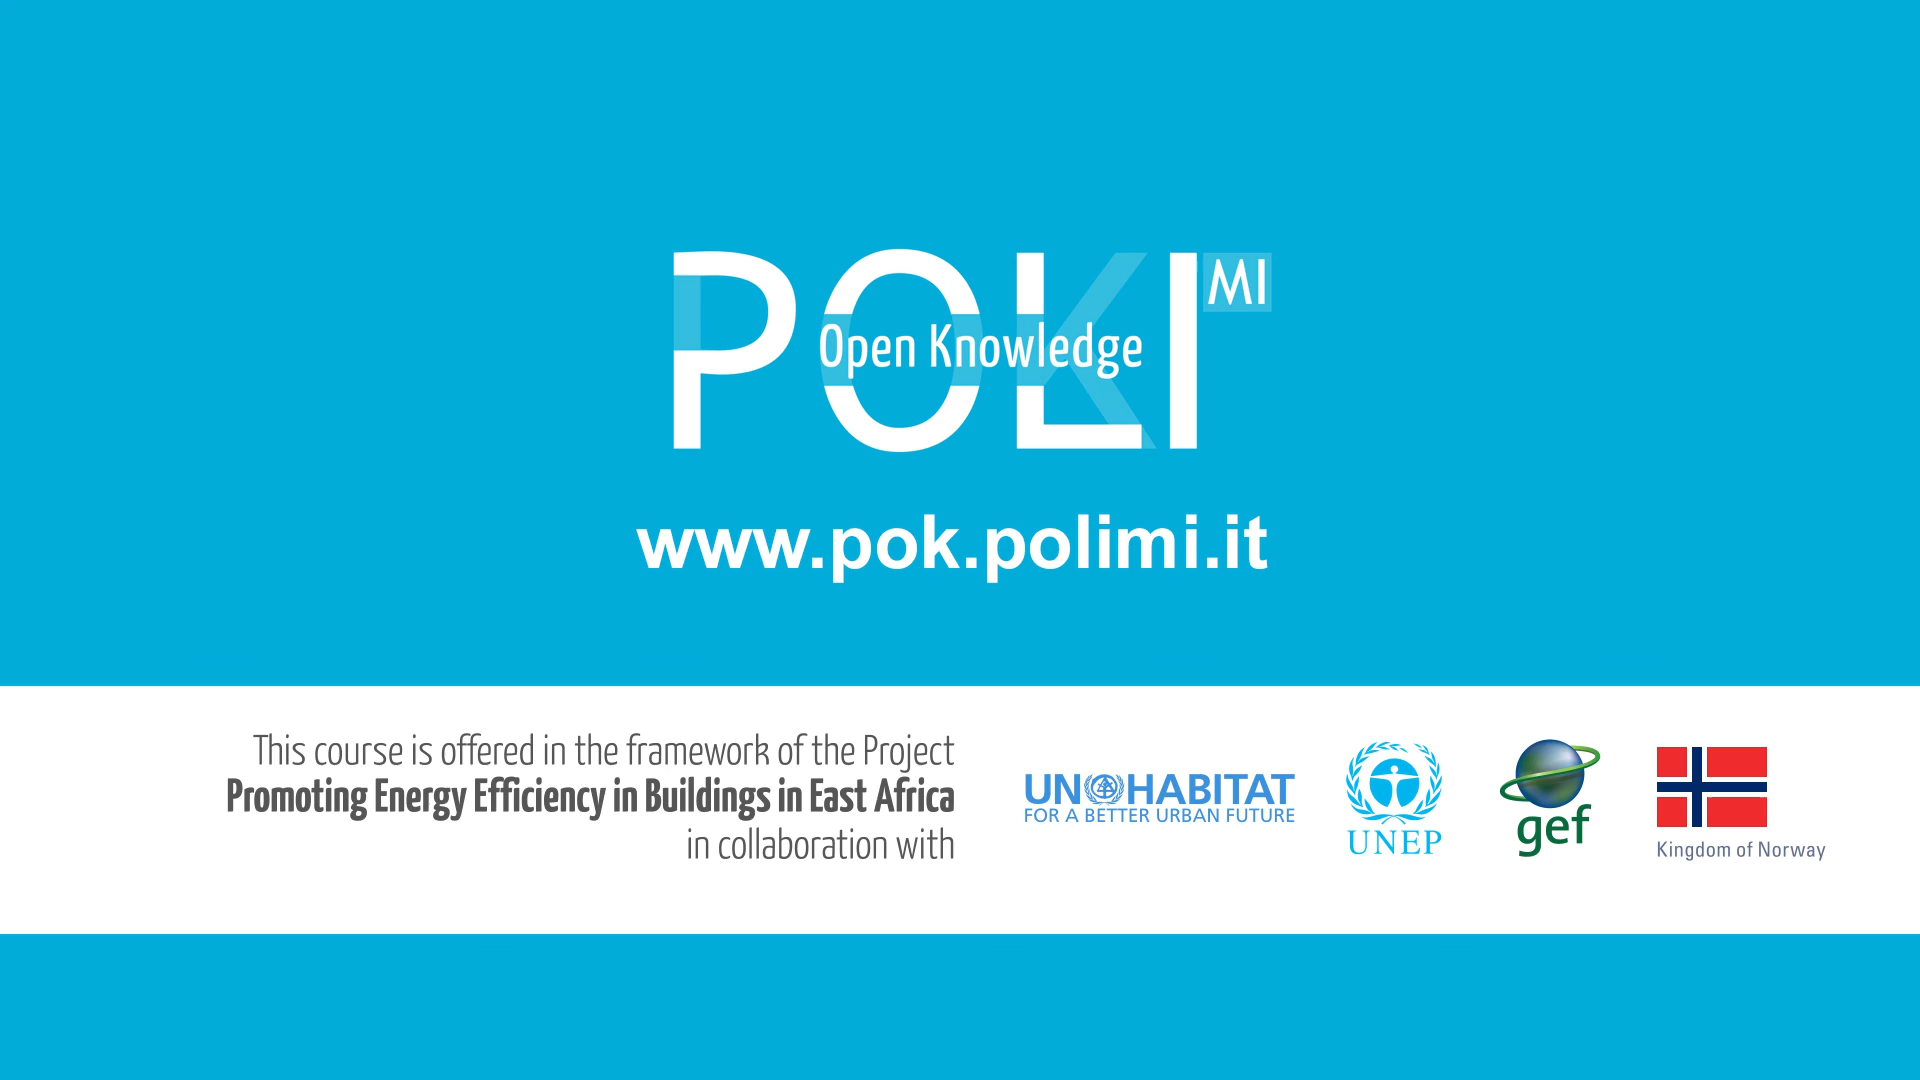 POLI MI
Open Knowledge
www.pok.polimi.it
This course is offered in the framework of the Project
Promoting Energy Efficiency in Buildings in East Africa
in collaboration with
UN HABITAT
FOR A BETTER URBAN FUTURE
UNEP
gef
Kingdom of Norway